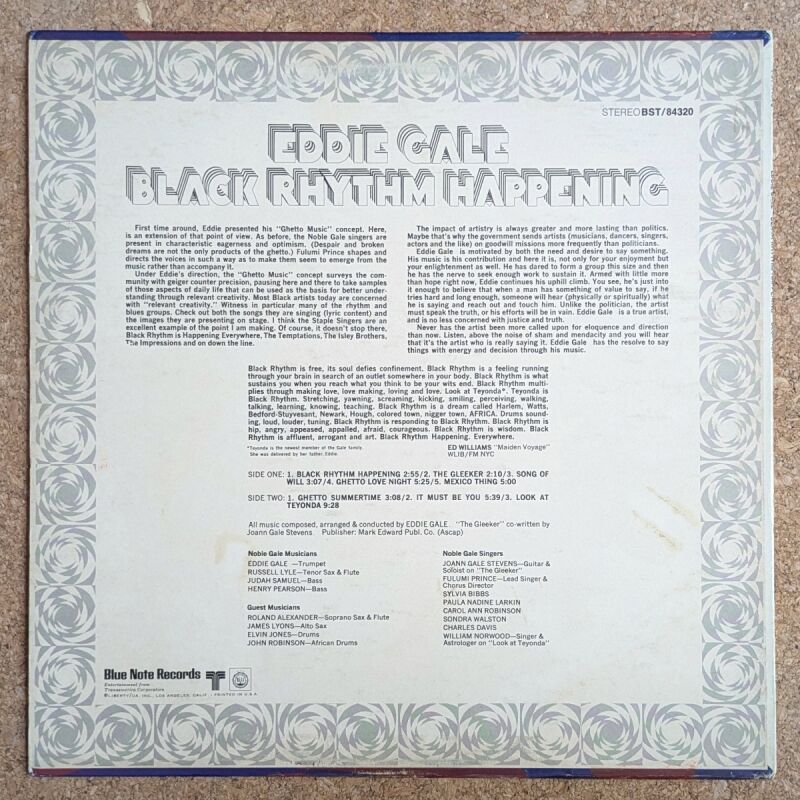 STEREO BST/84320
EDDIE GALE
BLACK RHYTHM HAPPENING
First time around, Eddie presented his "Ghetto Music" concept. Here,
is an extension of that point of view. As before, the Noble Gale singers are
present in characteristic eagerness and optimism. (Despair and broken
dreams are not the only products of the ghetto.) Fulumi Prince shapes and
directs the voices in such a way as to make them seem to emerge from the
music rather than accompany it.
Under Eddie's direction, the "Ghetto Music" concept surveys the com-
munity with geiger counter precision, pausing here and there to take samples
of those aspects of daily life that can be used as the basis for better under-
standing through relevant creativity. Most Black artists today are concerned
with "relevant creativity." Witness in particular many of the rhythm and
blues groups. Check out both the songs they are singing (lyric content) and
the images they are presenting on stage. I think the Staple Singers are an
excellent example of the point I am making. Of course, it doesn't stop there,
Black Rhythm is Happening Everywhere, The Temptations, The Isley Brothers,
The Impressions and on down the line.
The impact of artistry is always greater and more lasting than politics.
Maybe that's why the government sends artists (musicians, dancers, singers,
actors and the like) on goodwill missions more frequently than politicians.
Eddie Gale is motivated by both the need and desire to say something.
His music is his contribution and here it is, not only for your enjoyment but
your enlightenment as well. He has dared to form a group this size and then
he has the nerve to seek enough work to sustain it. Armed with little more
than hope right now, Eddie continues his uphill climb. You see, he's just into
it enough to believe that when a man has something of value to say, if he
tries hard and long enough, someone will hear (physically or spiritually) what
he is saying and reach out and touch him. Unlike the politician, the artist
must speak the truth, or his efforts will be in vain. Eddie Gale is a true artist,
and is no less concerned with justice and truth.
Never has the artist been more called upon for eloquence and direction
than now. Listen, above the noise of sham and mendacity and you will hear
that it's the artist who is really saying it. Eddie Gale has the resolve to say
things with energy and decision through his music.
Black Rhythm is free, its soul defies confinement. Black Rhythm is a feeling running
through your brain in search of an outlet somewhere in your body. Black Rhythm is what
sustains you when you reach what you think to be your wits end. Black Rhythm multi-
plies through making love, love making, loving and love. Look at Teyonda*. Teyonda is
Black Rhythm. Stretching, yawning, screaming, kicking, smiling, perceiving, walking,
talking, learning, knowing, teaching. Black Rhythm is a dream called Harlem, Watts,
Bedford-Stuyvesant, Newark, Hough, colored town, nigger town, AFRICA. Drums sound-
ing, loud, louder, tuning. Black Rhythm is responding to Black Rhythm. Black Rhythm is
hip, angry, appeased, appalled, afraid, courageous. Black Rhythm is wisdom. Black
Rhythm is affluent, arrogant and art. Black Rhythm Happening. Everywhere.
*Teyonda is the newest member of the Gale family.
She was delivered by her father, Eddie.
ED WILLIAMS "Maiden Voyage"
WLIB/FM NYC
SIDE ONE: 1. BLACK RHYTHM HAPPENING 2:55/2. THE GLEEKER 2:10/3. SONG OF
WILL 3:07/4. GHETTO LOVE NIGHT 5:25/5. MEXICO THING 5:00
SIDE TWO: 1. GHETTO SUMMERTIME 3:08/2. IT MUST BE YOU 5:39/3. LOOK AT
TEYONDA 9:28
All music composed, arranged & conducted by EDDIE GALE. "The Gleeker" co-written by
Joann Gale Stevens Publisher: Mark Edward Publ. Co. (Ascap)
Noble Gale Musicians
EDDIE GALE —Trumpet
RUSSELL LYLE—Tenor Sax & Flute
JUDAH SAMUEL—Bass
HENRY PEARSON—Bass
Guest Musicians
ROLAND ALEXANDER—Soprano Sax & Flute
JAMES LYONS—Alto Sax
ELVIN JONES—Drums
JOHN ROBINSON—African Drums
Noble Gale Singers
JOANN GALE STEVENS—Guitar &
Soloist on "The Gleeker"
FULUMI PRINCE—Lead Singer &
Chorus Director
SYLVIA BIBBS
PAULA NADINE LARKIN
CAROL ANN ROBINSON
SONDRA WALSTON
CHARLES DAVIS
WILLIAM NORWOOD—Singer &
Astrologer on "Look at Teyonda"
Blue Note Records
Entertainment from
Transamerica Corporation
©LIBERTY/UA, INC., LOS ANGELES, CALIF. • PRINTED IN U.S.A.